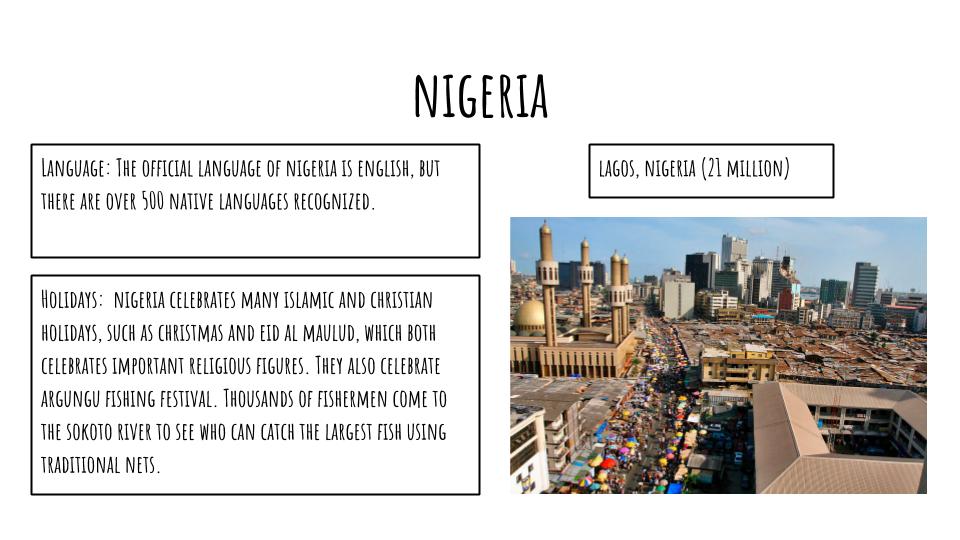 NIGERIA
LANGUAGE: THE OFFICIAL LANGUAGE OF NIGERIA IS ENGLISH, BUT
THERE ARE OVER 500 NATIVE LANGUAGES RECOGNIZED.
LAGOS, NIGERIA (21 MILLION)
HOLIDAYS: NIGERIA CELEBRATES MANY ISLAMIC AND CHRISTIAN
HOLIDAYS, SUCH AS CHRISTMAS AND EID AL MAULUD, WHICH BOTH
CELEBRATES IMPORTANT RELIGIOUS FIGURES. THEY ALSO CELEBRATE
ARGUNGU FISHING FESTIVAL. THOUSANDS OF FISHERMEN COME TO
THE SOKOTO RIVER TO SEE WHO CAN CATCH THE LARGEST FISH USING
TRADITIONAL NETS.